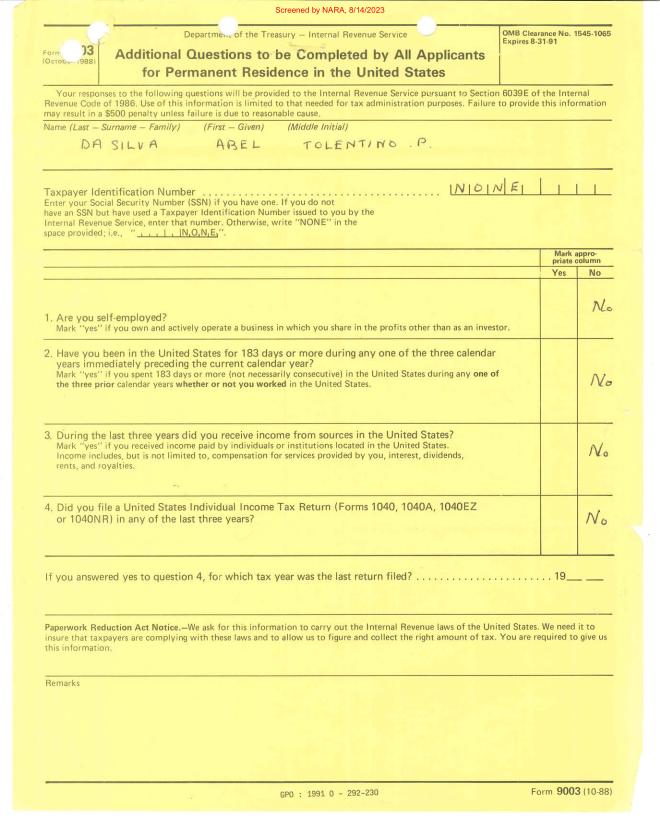 Screened by NARA, 8/14/2023
Department of the Treasury — Internal Revenue Service
OMB Clearance No. 1545-1065
Expires 8-31-91
Form 03
(October 1988)
Additional Questions to be Completed by All Applicants
for Permanent Residence in the United States
Your responses to the following questions will be provided to the Internal Revenue Service pursuant to Section 6039E of the Internal
Revenue Code of 1986. Use of this information is limited to that needed for tax administration purposes. Failure to provide this information
may result in a $500 penalty unless failure is due to reasonable cause.
Name (Last — Surname — Family) (First — Given) (Middle Initial)
DA SILVA ABEL TOLENTINO .P.
Taxpayer Identification Number . . . . . . . . . . . . . . . . . . . . . . . . . . . . . . . . . . . . . . . N O N E
Enter your Social Security Number (SSN) if you have one. If you do not
have an SSN but have used a Taxpayer Identification Number issued to you by the
Internal Revenue Service, enter that number. Otherwise, write "NONE" in the
space provided; i.e., " , , , | , |N,O,N,E,".
Mark appro-
priate column
Yes No
1. Are you self-employed? No
Mark "yes" if you own and actively operate a business in which you share in the profits other than as an investor.
2. Have you been in the United States for 183 days or more during any one of the three calendar
years immediately preceding the current calendar year?
Mark "yes" if you spent 183 days or more (not necessarily consecutive) in the United States during any one of
the three prior calendar years whether or not you worked in the United States. No
3. During the last three years did you receive income from sources in the United States?
Mark "yes" if you received income paid by individuals or institutions located in the United States. No
Income includes, but is not limited to, compensation for services provided by you, interest, dividends,
rents, and royalties.
4. Did you file a United States Individual Income Tax Return (Forms 1040, 1040A, 1040EZ
or 1040NR) in any of the last three years? No
If you answered yes to question 4, for which tax year was the last return filed? . . . . . . . . . . . . . . . . . . . . . . . 19__ __
Paperwork Reduction Act Notice.—We ask for this information to carry out the Internal Revenue laws of the United States. We need it to
insure that taxpayers are complying with these laws and to allow us to figure and collect the right amount of tax. You are required to give us
this information.
Remarks
GPO : 1991 O - 292-230
Form 9003 (10-88)